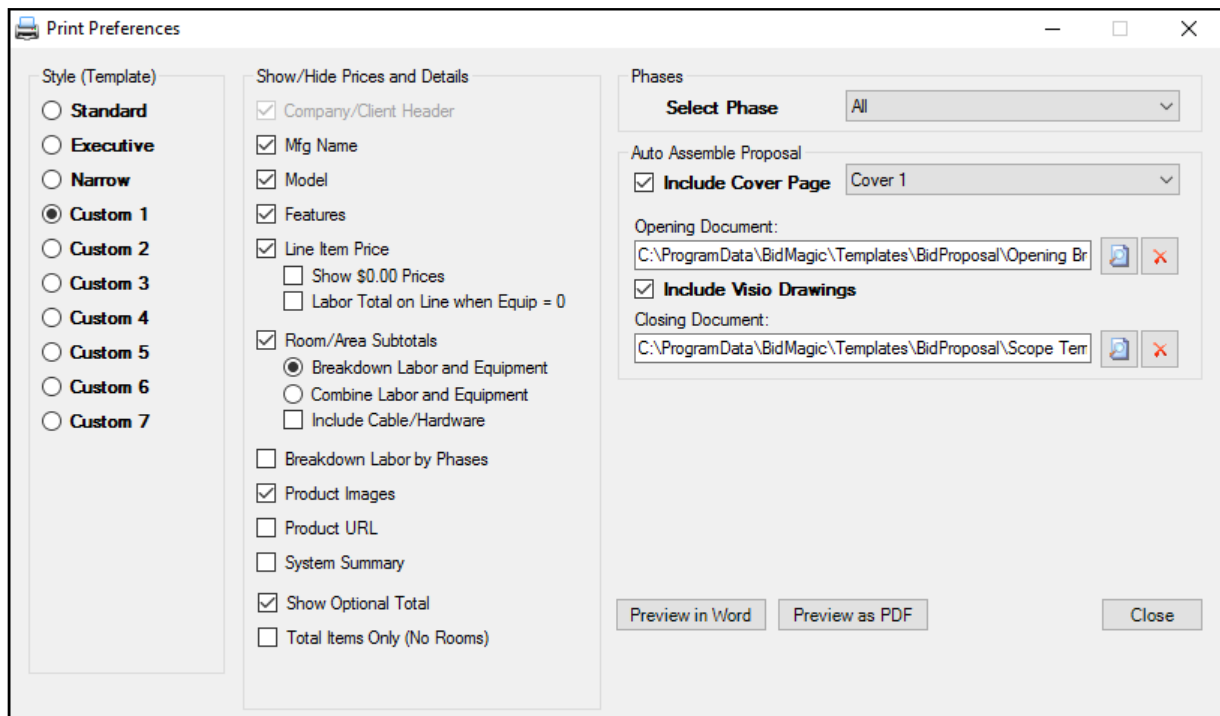 Print Preferences
Style (Template)
Standard
Executive
Narrow
Custom 1
Custom 2
Custom 3
Custom 4
Custom 5
Custom 6
Custom 7
Show/Hide Prices and Details
Company/Client Header
Mfg Name
Model
Features
Line Item Price
Show $0.00 Prices
Labor Total on Line when Equip = 0
Room/Area Subtotals
Breakdown Labor and Equipment
Combine Labor and Equipment
Include Cable/Hardware
Breakdown Labor by Phases
Product Images
Product URL
System Summary
Show Optional Total
Total Items Only (No Rooms)
Phases
Select Phase All
Auto Assemble Proposal
Include Cover Page Cover 1
Opening Document:
C:\ProgramData\BidMagic\Templates\BidProposal\Opening Br
Include Visio Drawings
Closing Document:
C:\ProgramData\BidMagic\Templates\BidProposal\Scope Tem
Preview in Word Preview as PDF Close